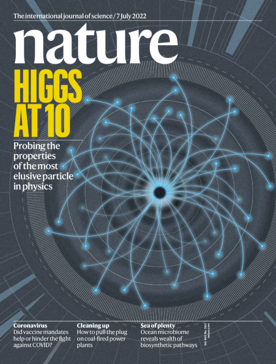 The international journal of science / 7 July 2022
nature
HIGGS
AT 10
Probing the
properties
of the most
elusive particle
in physics
Coronavirus
Did vaccine mandates
help or hinder the fight
against COVID?
Cleaning up
How to pull the plug
on coal-fired power
plants
Sea of plenty
Ocean microbiome
reveals wealth of
biosynthetic pathways